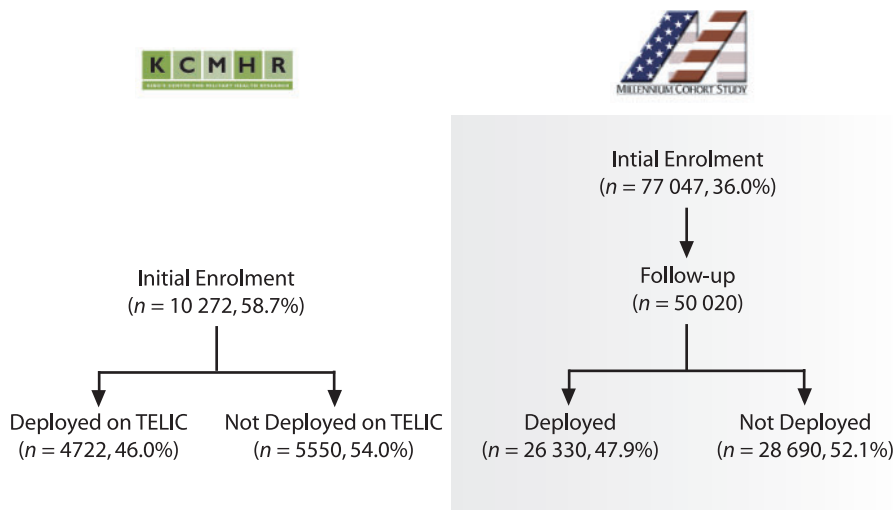 KCMHR
KING'S CENTRE FOR MILITARY HEALTH RESEARCH
MILLENNIUM COHORT STUDY
Intial Enrolment
(n = 77 047, 36.0%)
Follow-up
(n = 50 020)
Initial Enrolment
(n = 10 272, 58.7%)
Deployed on TELIC
(n = 4722, 46.0%)
Not Deployed on TELIC
(n = 5550, 54.0%)
Deployed
(n = 26 330, 47.9%)
Not Deployed
(n = 28 690, 52.1%)